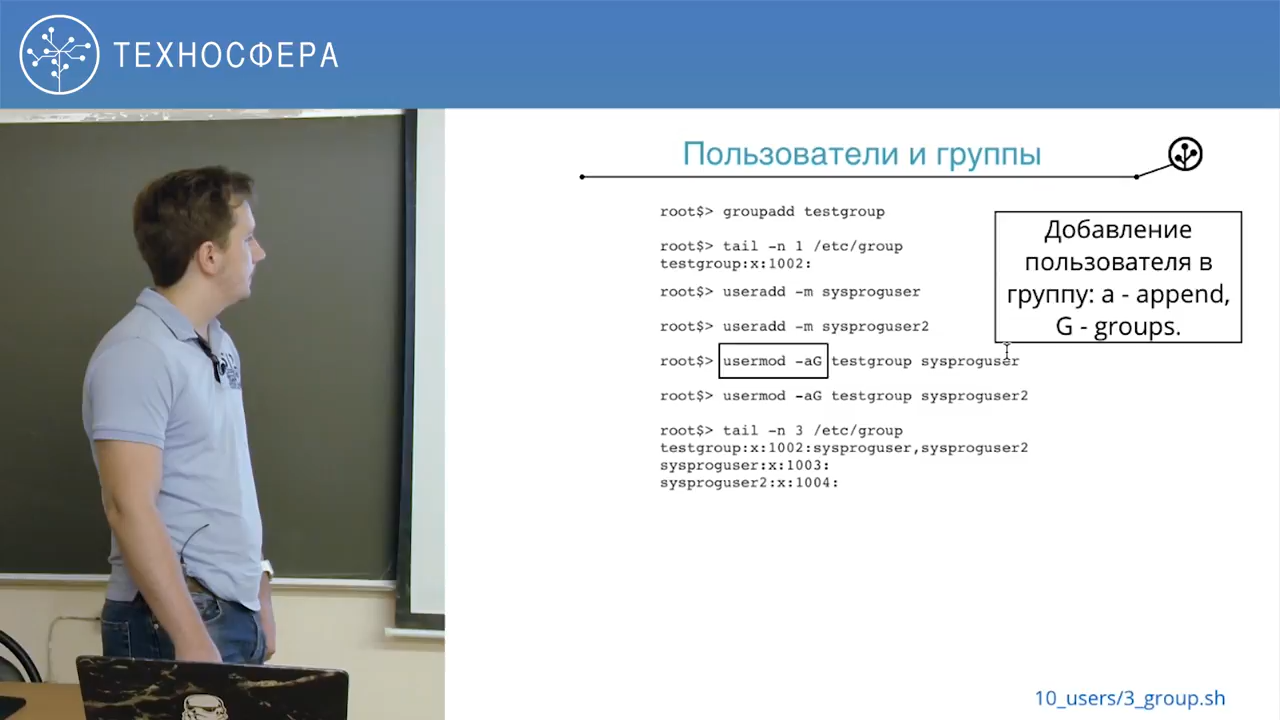 ТЕХНОСФЕРА
Пользователи и группы
root$> groupadd testgroup
root$> tail -n 1 /etc/group
testgroup:x:1002:
root$> useradd -m sysproguser
root$> useradd -m sysproguser2
root$> usermod -aG testgroup sysproguser
root$> usermod -aG testgroup sysproguser2
root$> tail -n 3 /etc/group
testgroup:x:1002:sysproguser,sysproguser2
sysproguser:x:1003:
sysproguser2:x:1004:
Добавление
пользователя в
группу: a - append,
G - groups.
10_users/3_group.sh